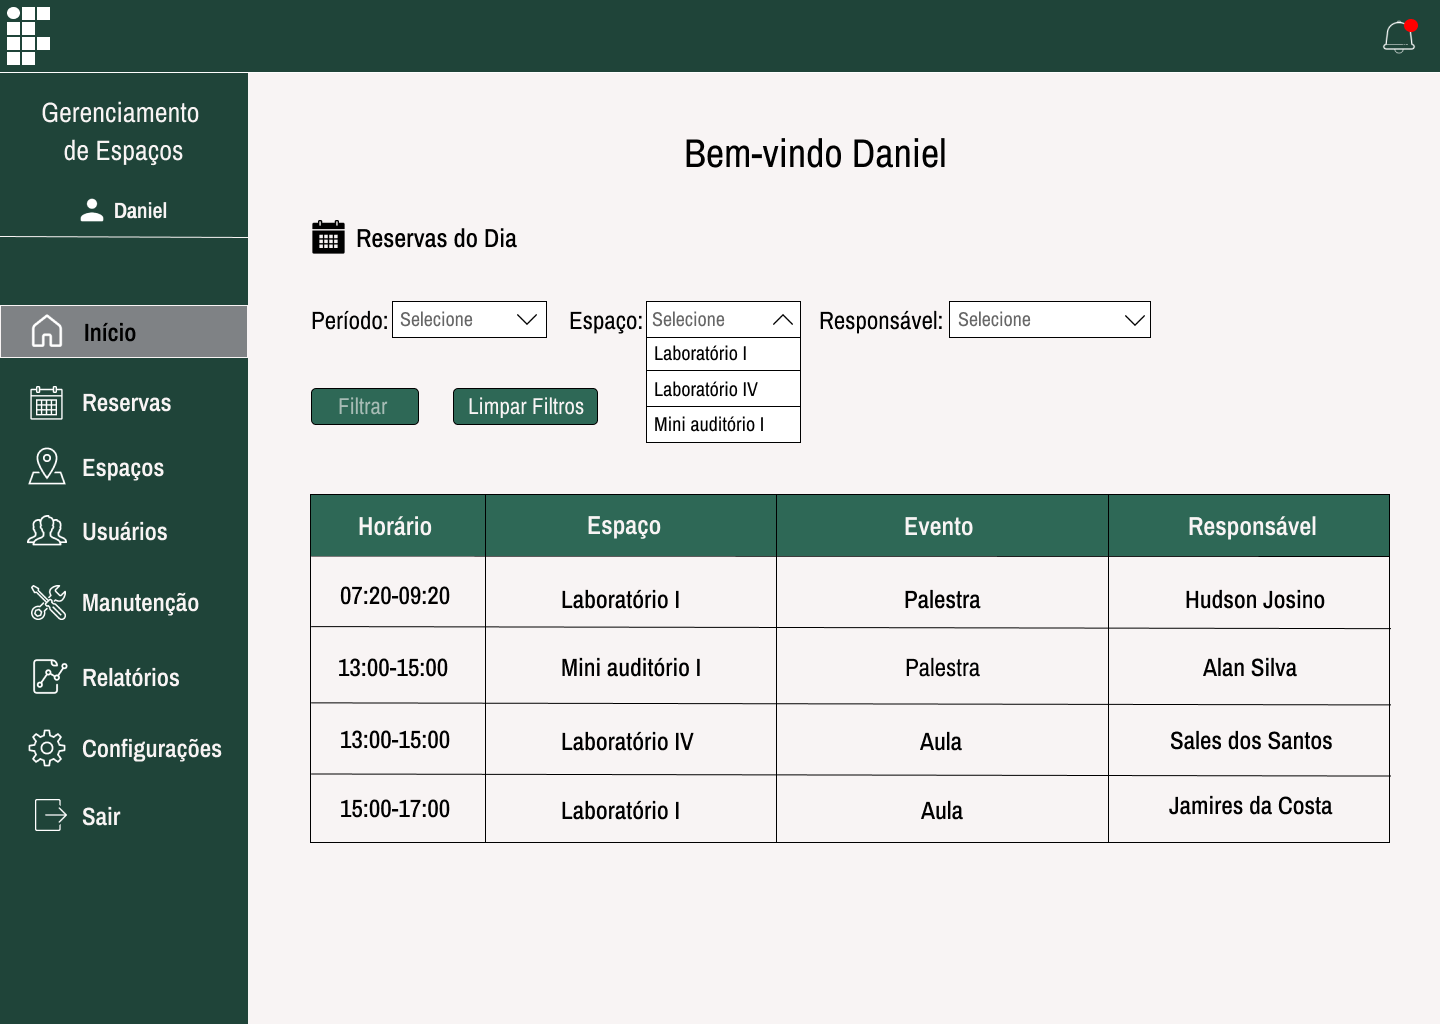 Gerenciamento
de Espaços
Daniel
Início
Reservas
Espaços
Usuários
Manutenção
Relatórios
Configurações
Sair
Bem-vindo Daniel
Reservas do Dia
Período: Selecione Espaço: Selecione Responsável: Selecione
Laboratório I
Laboratório IV
Mini auditório I
Filtrar Limpar Filtros
Horário Espaço Evento Responsável
07:20-09:20 Laboratório I Palestra Hudson Josino
13:00-15:00 Mini auditório I Palestra Alan Silva
13:00-15:00 Laboratório IV Aula Sales dos Santos
15:00-17:00 Laboratório I Aula Jamires da Costa